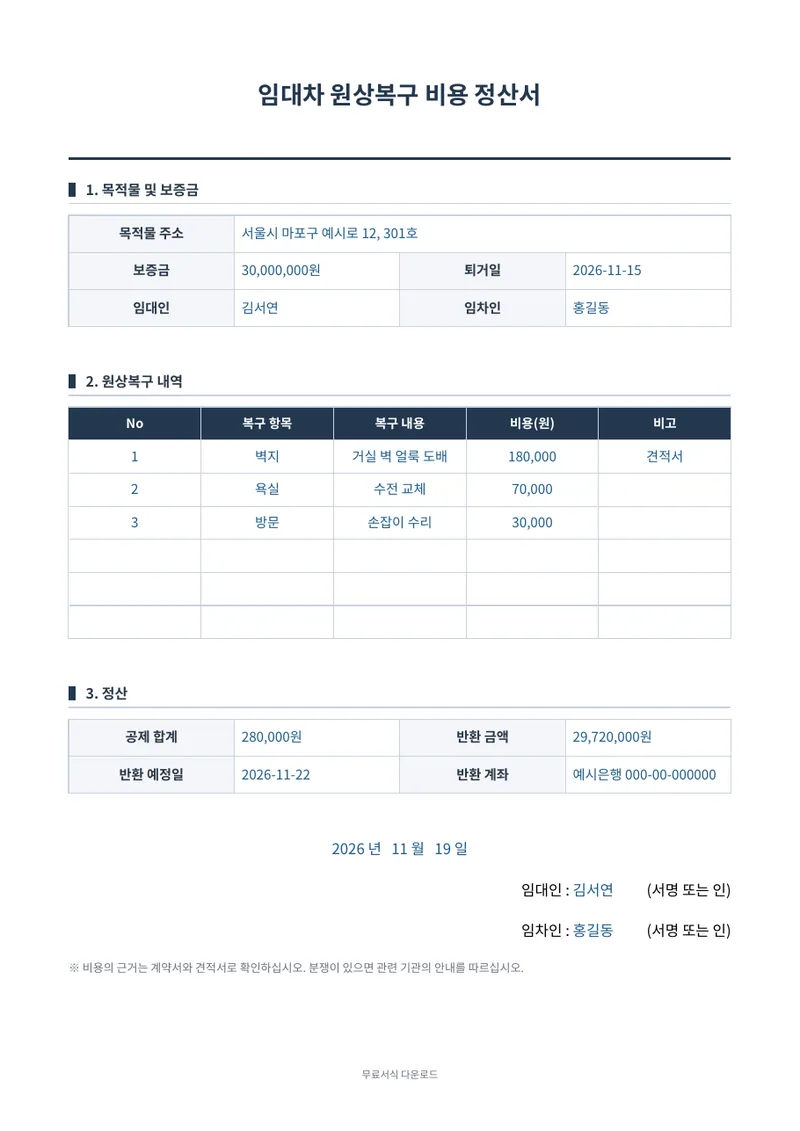 임대차 원상복구 비용 정산서
1. 목적물 및 보증금
목적물 주소 서울시 마포구 예시로 12, 301호
보증금 30,000,000원 퇴거일 2026-11-15
임대인 김서연 임차인 홍길동
2. 원상복구 내역
No 복구 항목 복구 내용 비용(원) 비고
1 벽지 거실 벽 얼룩 도배 180,000 견적서
2 욕실 수전 교체 70,000
3 방문 손잡이 수리 30,000
3. 정산
공제 합계 280,000원 반환 금액 29,720,000원
반환 예정일 2026-11-22 반환 계좌 예시은행 000-00-000000
2026 년 11 월 19 일
임대인 : 김서연 (서명 또는 인)
임차인 : 홍길동 (서명 또는 인)
※ 비용의 근거는 계약서와 견적서로 확인하십시오. 분쟁이 있으면 관련 기관의 안내를 따르십시오.
무료서식 다운로드